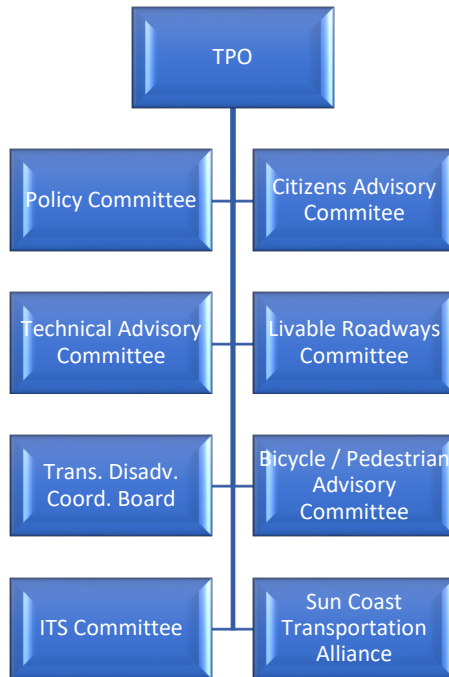 TPO
Policy Committee
Citizens Advisory
Commitee
Technical Advisory
Committee
Livable Roadways
Committee
Trans. Disadv.
Coord. Board
Bicycle / Pedestrian
Advisory
Committee
ITS Committee
Sun Coast
Transportation
Alliance